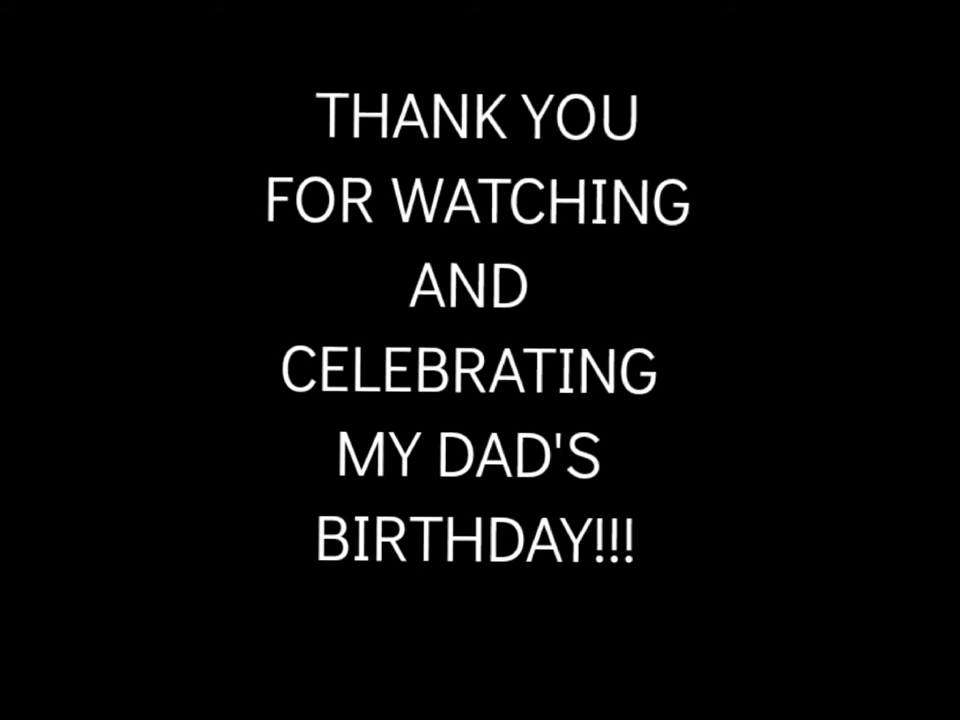 THANK YOU
FOR WATCHING
AND
CELEBRATING
MY DAD'S
BIRTHDAY!!!